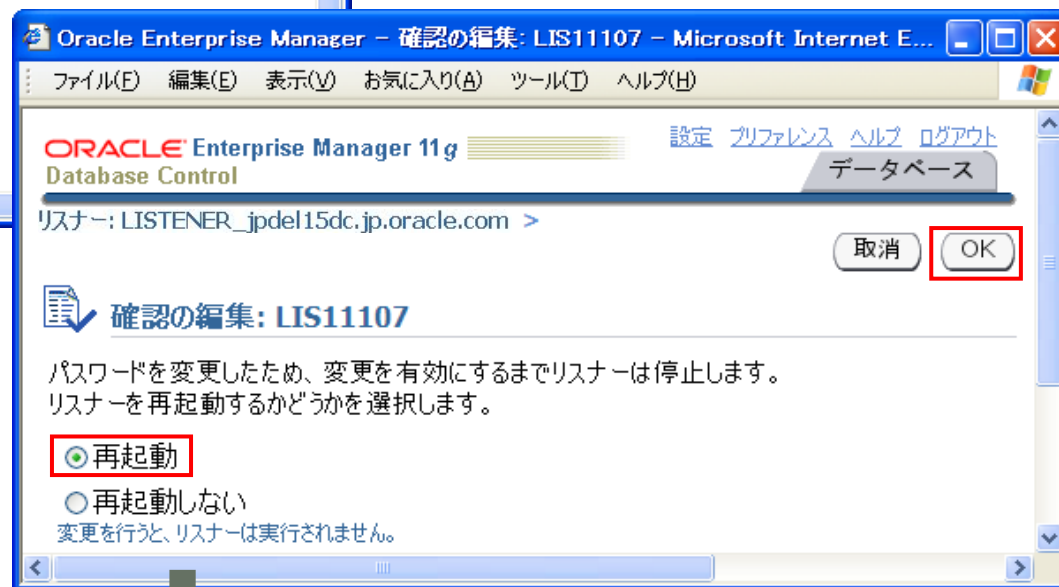 Oracle Enterprise Manager - 確認の編集: LIS11107 - Microsoft Internet E...
ファイル(F) 編集(E) 表示(V) お気に入り(A) ツール(T) ヘルプ(H)
設定 プリファレンス ヘルプ ログアウト
ORACLE Enterprise Manager 11g
Database Control
データベース
リスナー: LISTENER_jpdel15dc.jp.oracle.com >
取消 OK
確認の編集: LIS11107
パスワードを変更したため、変更を有効にするまでリスナーは停止します。
リスナーを再起動するかどうかを選択します。
再起動
再起動しない
変更を行うと、リスナーは実行されません。